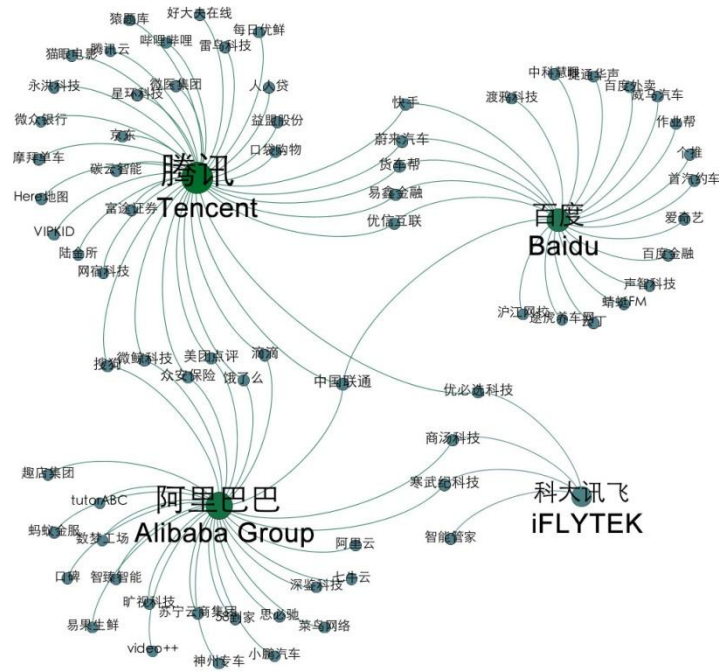 猿题库
好大夫在线
哔哩哔哩
每日优鲜
猫眼电影
腾讯云
雷鸟科技
永洪科技
星环科技
微医集团
人人贷
微众银行
益盟股份
京东
口袋购物
摩拜单车
碳云智能
腾讯
Tencent
Here地图
富途证券
VIPKID
陆金所
网宿科技
快手
蔚来汽车
货车帮
易鑫金融
优信互联
中科慧眼
捷通华声
百度外卖
威马汽车
渡鸦科技
作业帮
个推
首汽约车
百度
Baidu
爱奇艺
百度金融
声智科技
蜻蜓FM
沪江网校
途虎养车网
搜狗
微鲸科技
美团点评
滴滴
众安保险
饿了么
中国联通
优必选科技
商汤科技
寒武纪科技
科大讯飞
iFLYTEK
智能管家
趣店集团
tutorABC
阿里巴巴
Alibaba Group
蚂蚁金服
数梦工场
阿里云
口碑
智臻智能
七牛云
旷视科技
深鉴科技
易果生鲜
苏宁云商集团
58到家
思必驰
菜鸟网络
video++
神州专车
小鹏汽车